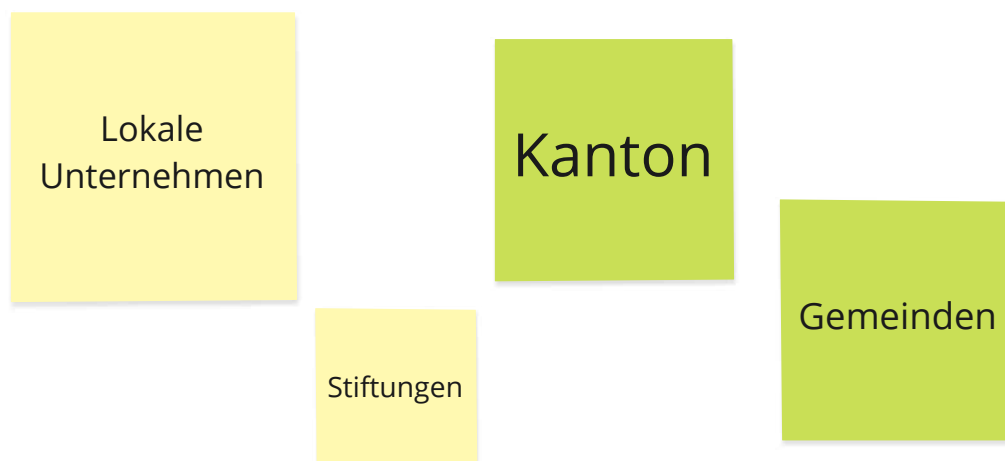 Lokale
Unternehmen
Kanton
Gemeinden
Stiftungen